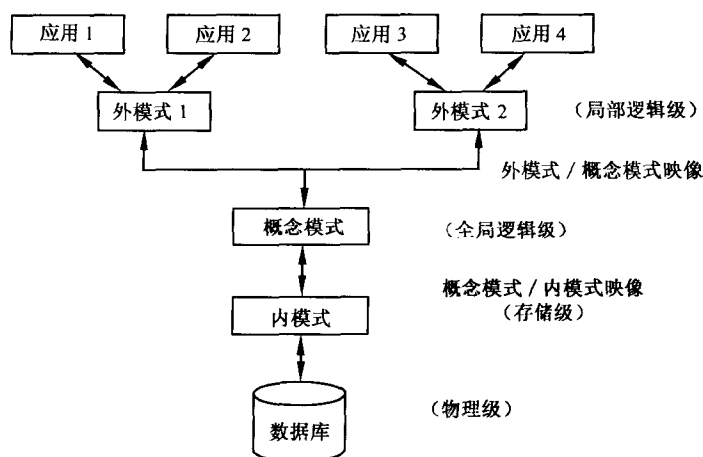 应用 1
应用 2
应用 3
应用 4
外模式 1
外模式 2
（局部逻辑级）
外模式 / 概念模式映像
概念模式
（全局逻辑级）
概念模式 / 内模式映像
内模式
（存储级）
（物理级）
数据库